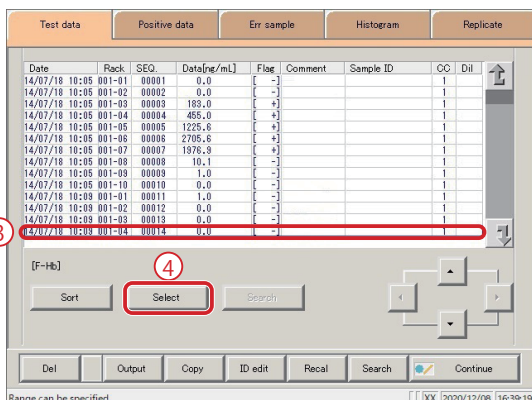 Test data Positive data Err sample Histogram Replicate
Date Rack SEQ. Data[ng/mL] Flag Comment Sample ID CC Dil
14/07/18 10:05 001-01 00001 0.0 [ -] 1
14/07/18 10:05 001-02 00002 0.0 [ -] 1
14/07/18 10:05 001-03 00003 183.0 [ +] 1
14/07/18 10:05 001-04 00004 455.0 [ +] 1
14/07/18 10:05 001-05 00005 1225.6 [ +] 1
14/07/18 10:05 001-06 00006 2705.6 [ +] 1
14/07/18 10:05 001-07 00007 1976.9 [ +] 1
14/07/18 10:05 001-08 00008 10.1 [ -] 1
14/07/18 10:05 001-09 00009 1.0 [ -] 1
14/07/18 10:05 001-10 00010 0.0 [ -] 1
14/07/18 10:09 001-01 00011 1.0 [ -] 1
14/07/18 10:09 001-02 00012 0.0 [ -] 1
14/07/18 10:09 001-03 00013 0.0 [ -] 1
3 14/07/18 10:09 001-04 00014 0.0 [ -] 1
[F-Hb]
4
Sort Select Search
Del Output Copy ID edit Recal Search Continue
Range can be specified. XX 2020/12/08 16:39:19